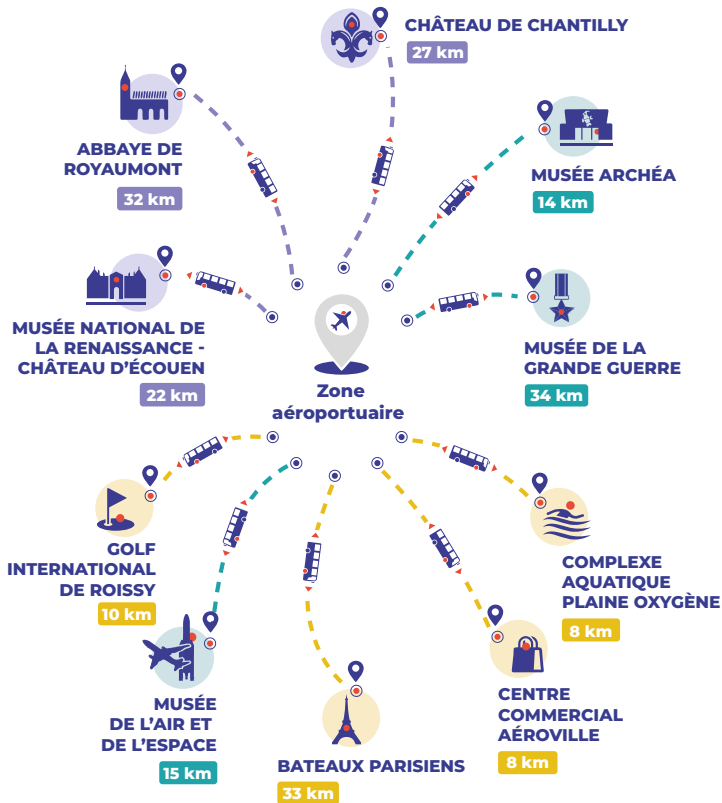 CHÂTEAU DE CHANTILLY
27 km
ABBAYE DE
ROYAUMONT
32 km
MUSÉE ARCHÉA
14 km
MUSÉE NATIONAL DE
LA RENAISSANCE -
CHÂTEAU D'ÉCOUEN
22 km
MUSÉE DE LA
GRANDE GUERRE
34 km
Zone
aéroportuaire
GOLF
INTERNATIONAL
DE ROISSY
10 km
COMPLEXE
AQUATIQUE
PLAINE OXYGÈNE
8 km
MUSÉE
DE L'AIR ET
DE L'ESPACE
15 km
BATEAUX PARISIENS
33 km
CENTRE
COMMERCIAL
AÉROVILLE
8 km